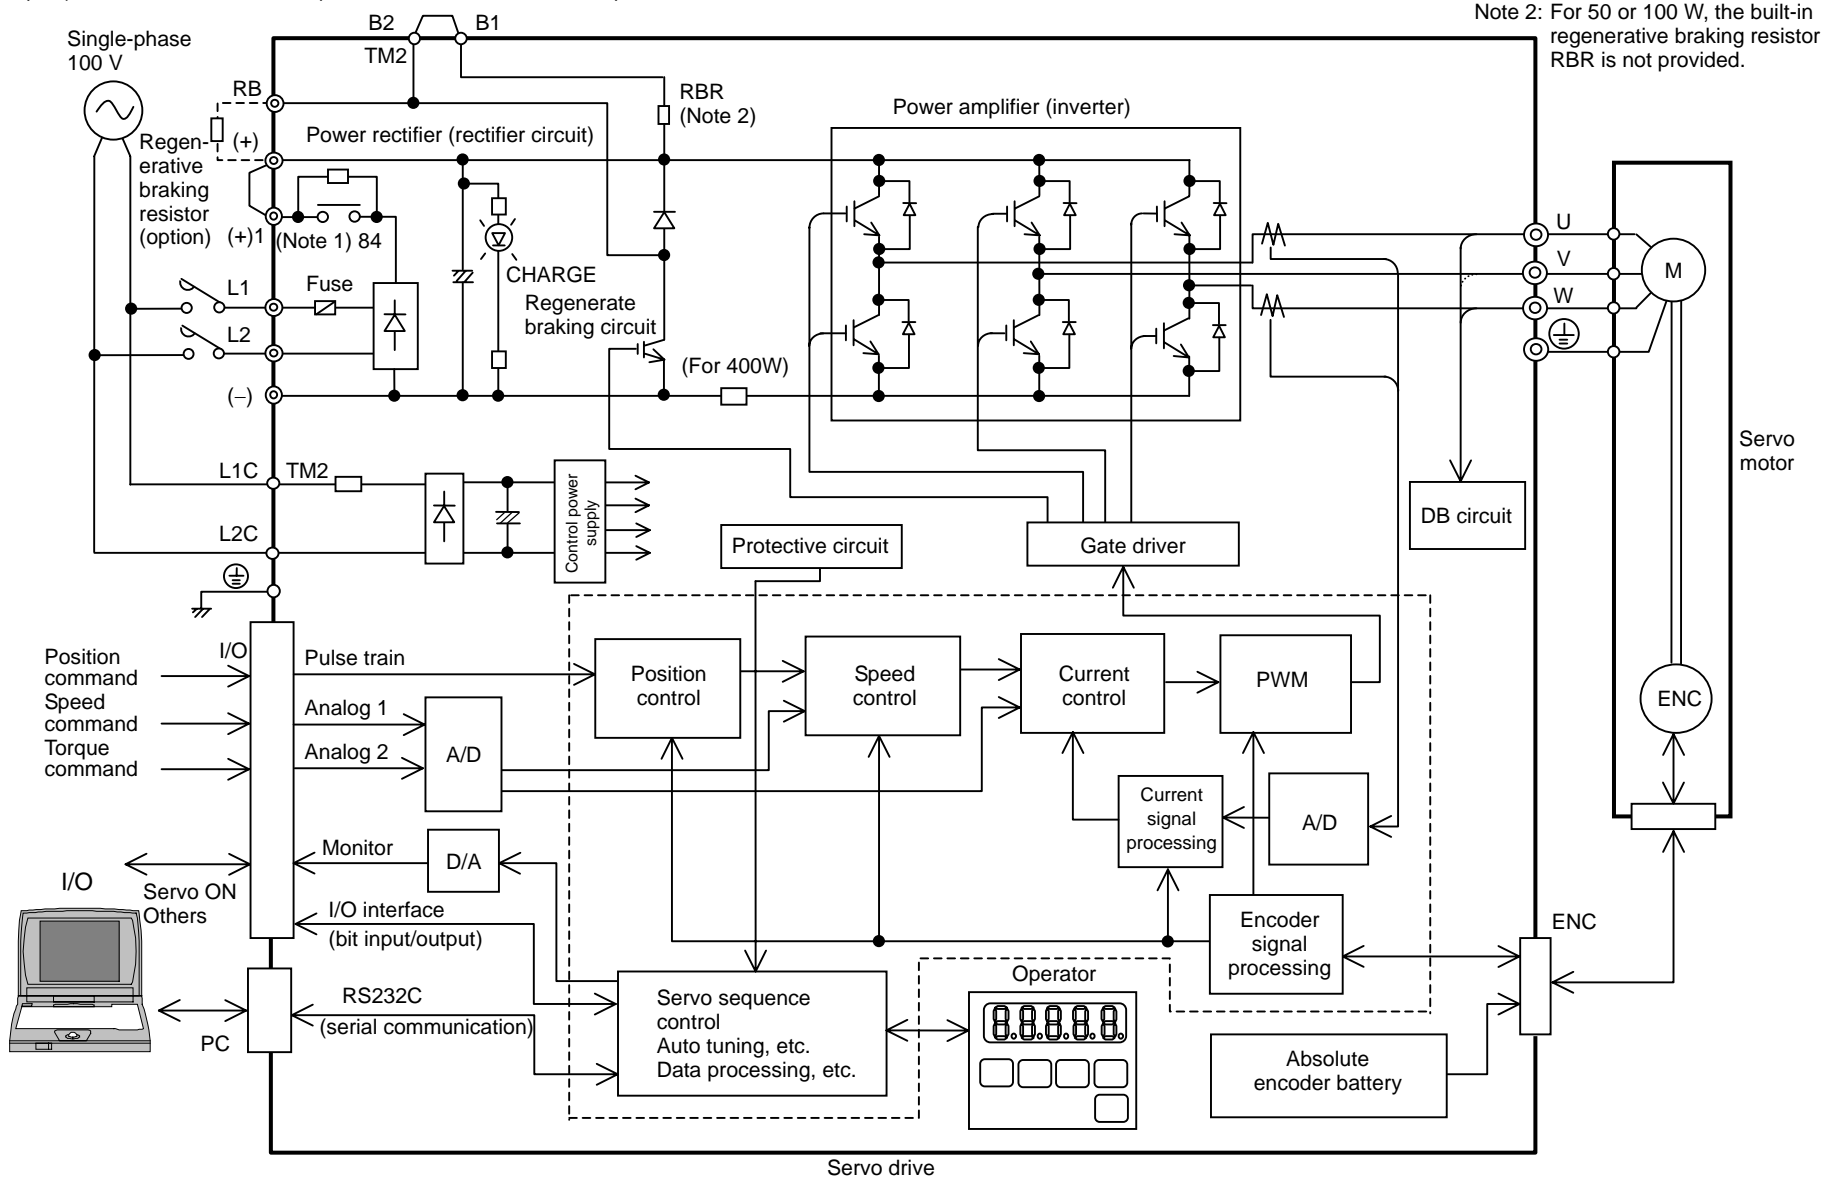 Note 2: For 50 or 100 W, the built-in
regenerative braking resistor
RBR is not provided.
B2
B1
TM2
Single-phase
100 V
RB
RBR
(Note 2)
Power amplifier (inverter)
Power rectifier (rectifier circuit)
Regen-
erative
braking
resistor
(option)
(+)
(+)1
(Note 1) 84
L1
Fuse
L2
CHARGE
Regenerate
braking circuit
(For 400W)
(−)
U
V
W
M
Servo
motor
L1C
TM2
L2C
Control power
supply
Protective circuit
Gate driver
DB circuit
I/O
Position
command
Speed
command
Torque
command
Pulse train
Analog 1
Analog 2
A/D
Position
control
Speed
control
Current
control
PWM
ENC
Current
signal
processing
A/D
Monitor
D/A
I/O
Servo ON
Others
I/O interface
(bit input/output)
Encoder
signal
processing
ENC
PC
RS232C
(serial communication)
Servo sequence
control
Auto tuning, etc.
Data processing, etc.
Operator
8.8.8.8.8.
Absolute
encoder battery
Servo drive